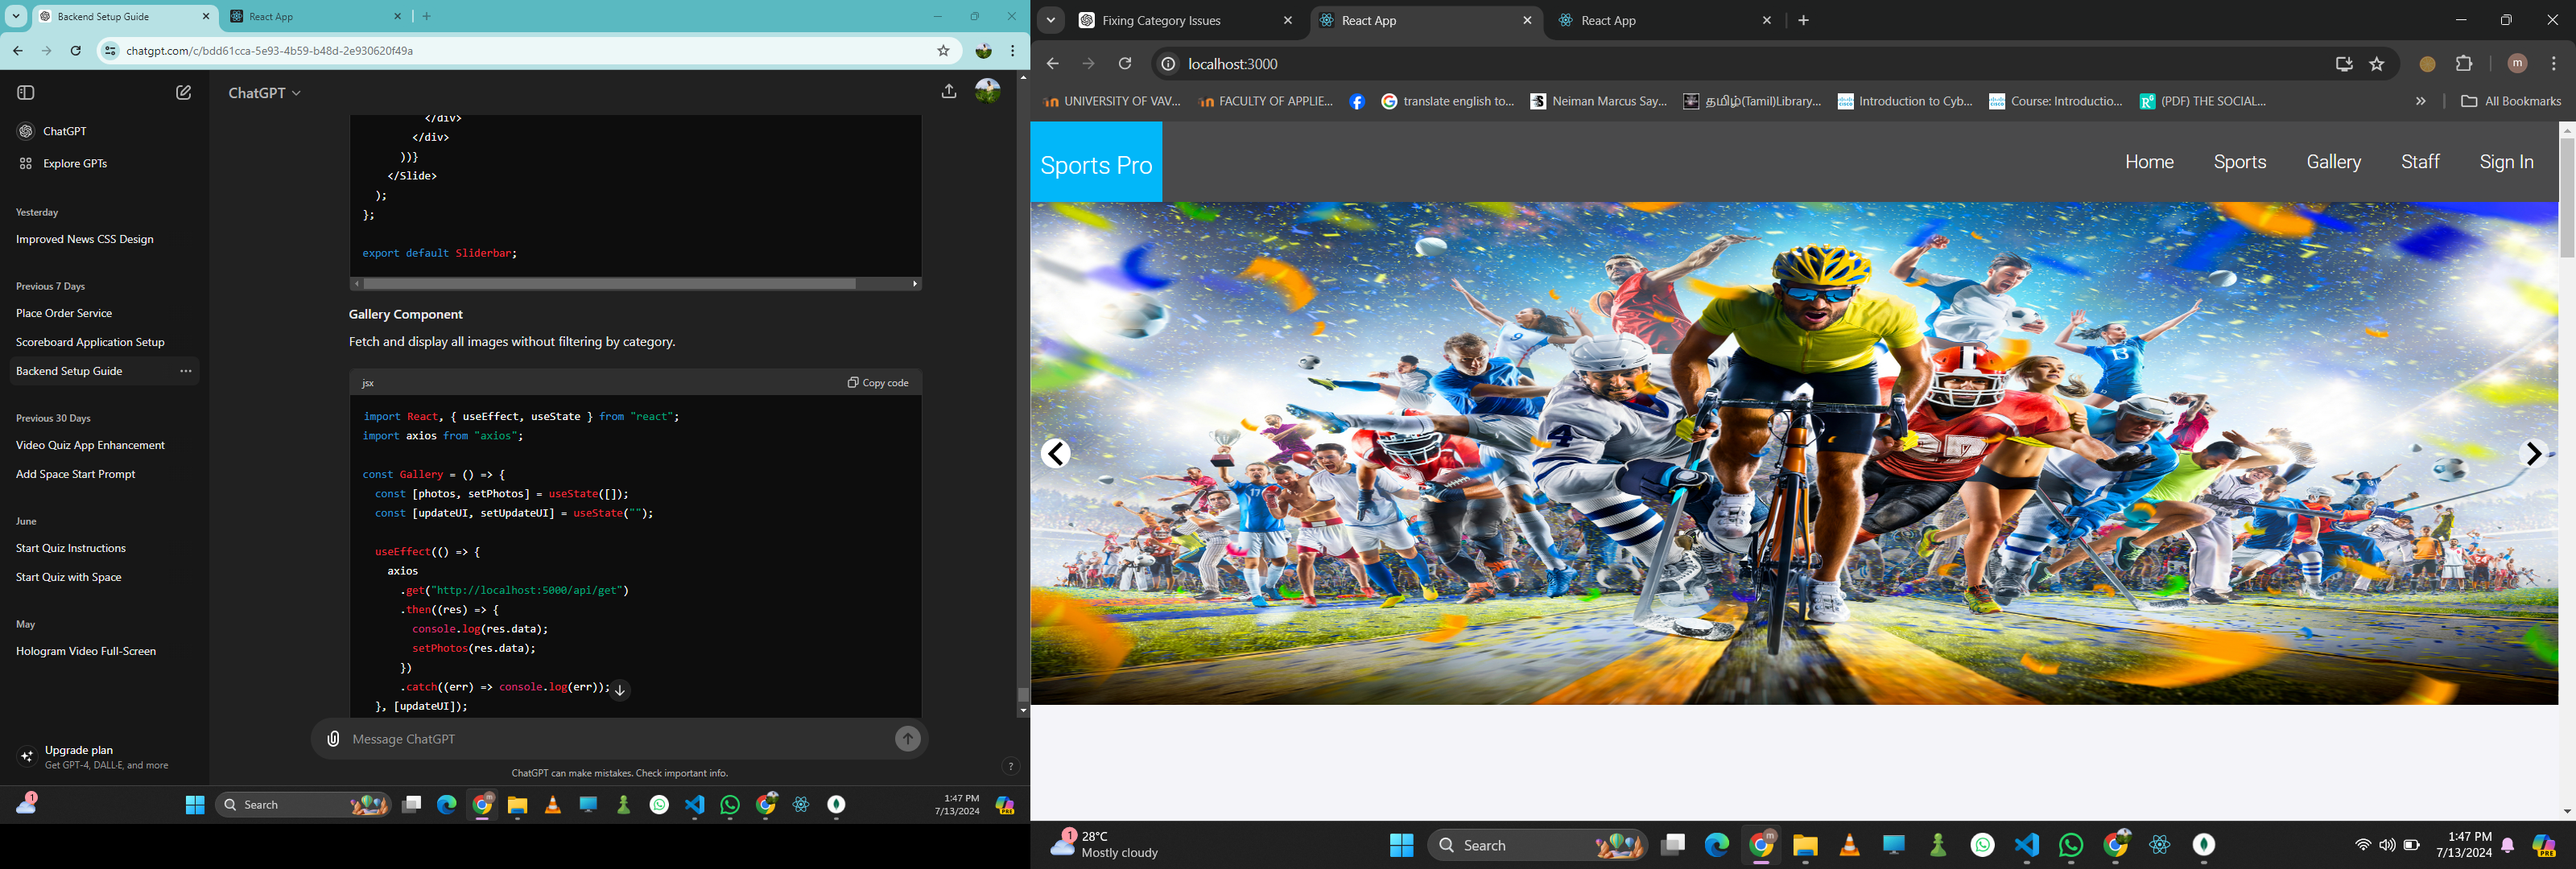 Backend Setup Guide
React App
chatgpt.com/c/bdd61cca-5e93-4b59-b48d-2e930620f49a
ChatGPT
Explore GPTs
Yesterday
Improved News CSS Design
Previous 7 Days
Place Order Service
Scoreboard Application Setup
Backend Setup Guide
Previous 30 Days
Video Quiz App Enhancement
Add Space Start Prompt
June
Start Quiz Instructions
Start Quiz with Space
May
Hologram Video Full-Screen
Upgrade plan
Get GPT-4, DALL·E, and more
ChatGPT
</div>
</div>
))}
</Slide>
);
};
export default Sliderbar;
Gallery Component
Fetch and display all images without filtering by category.
jsx
Copy code
import React, { useEffect, useState } from "react";
import axios from "axios";
const Gallery = () => {
const [photos, setPhotos] = useState([]);
const [updateUI, setUpdateUI] = useState("");
useEffect(() => {
axios
.get("http://localhost:5000/api/get")
.then((res) => {
console.log(res.data);
setPhotos(res.data);
})
.catch((err) => console.log(err));
}, [updateUI]);
Message ChatGPT
ChatGPT can make mistakes. Check important info.
?
1
Search
m
PRE
1:47 PM
7/13/2024
Fixing Category Issues
React App
React App
localhost:3000
m
UNIVERSITY OF VAV...
FACULTY OF APPLIE...
translate english to...
Neiman Marcus Say...
தமிழ்(Tamil)Library...
Introduction to Cyb...
Course: Introductio...
(PDF) THE SOCIAL...
All Bookmarks
Sports Pro
Home
Sports
Gallery
Staff
Sign In
1
28°C
Mostly cloudy
Search
m
1:47 PM
7/13/2024
PRE